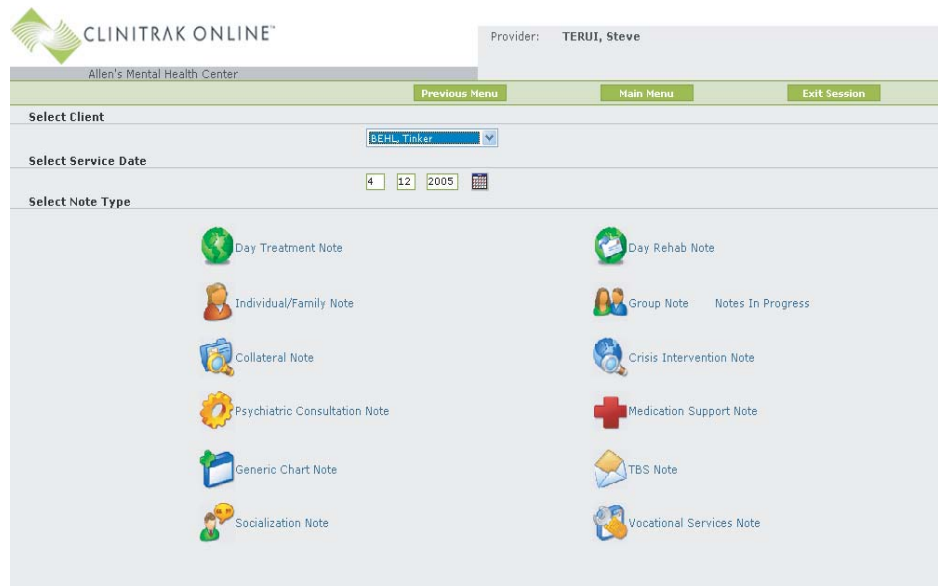 CLINITRAK ONLINE™
Provider: TERUI, Steve
Allen's Mental Health Center
Previous Menu Main Menu Exit Session
Select Client
BEHL, Tinker
Select Service Date
4 12 2005
Select Note Type
Day Treatment Note Day Rehab Note
Individual/Family Note Group Note Notes In Progress
Collateral Note Crisis Intervention Note
Psychiatric Consultation Note Medication Support Note
Generic Chart Note TBS Note
Socialization Note Vocational Services Note